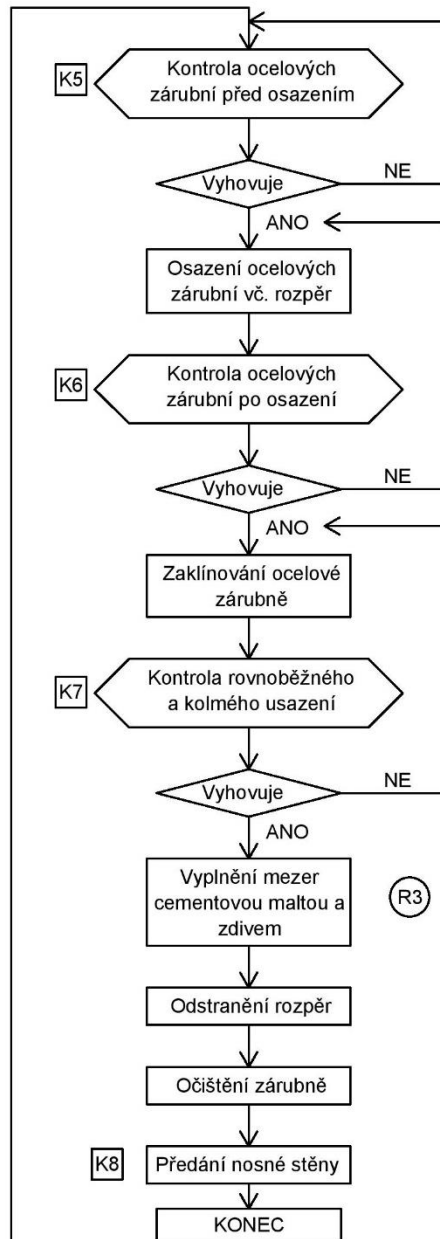 K5
Kontrola ocelových
zárubní před osazením
Vyhovuje
NE
ANO
Osazení ocelových
zárubní vč. rozpěr
K6
Kontrola ocelových
zárubní po osazení
Vyhovuje
NE
ANO
Zaklínování ocelové
zárubně
K7
Kontrola rovnoběžného
a kolmého usazení
Vyhovuje
NE
ANO
Vyplnění mezer
cementovou maltou a
zdivem
R3
Odstranění rozpěr
Očištění zárubně
K8
Předání nosné stěny
KONEC